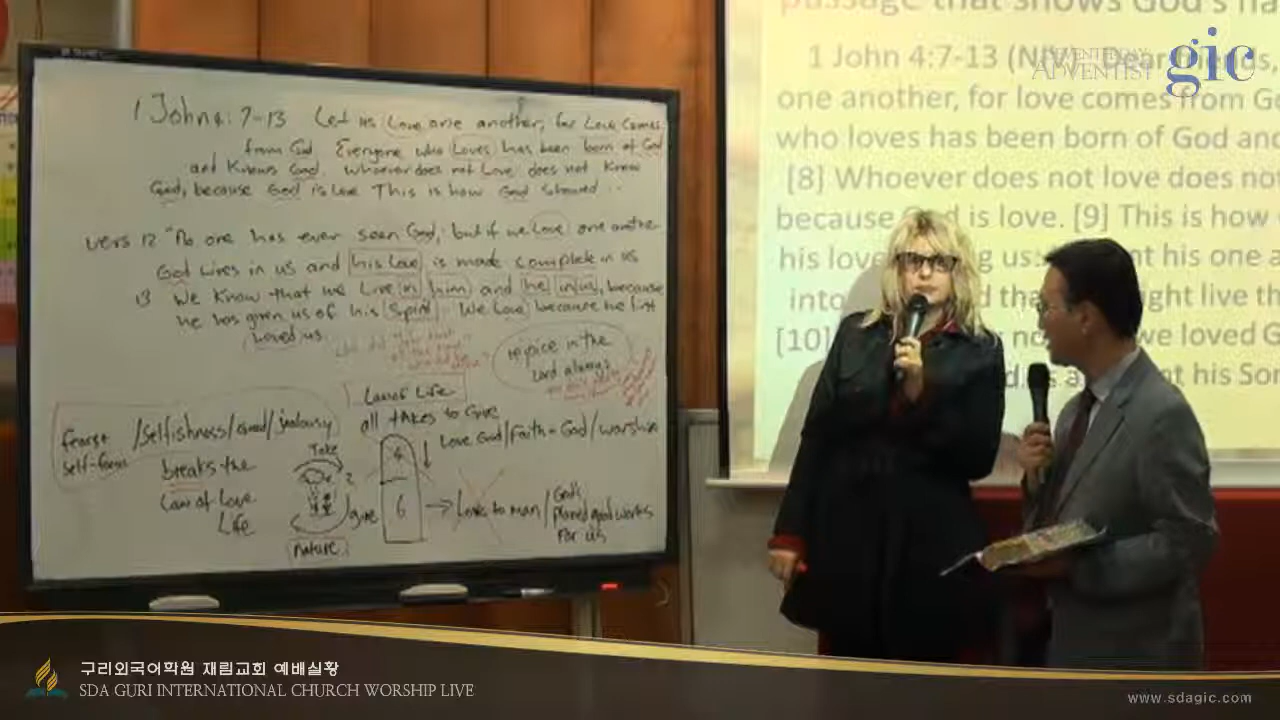 1 John 4:7-13 Let us Love one another, for Love Comes
from God. Everyone who Loves has been born of God
and Knows God. Whoever does not Love does not Know
God, because God is Love This is how God showed ..
vers 12 "No one has ever seen God; but if we Love one another
God Lives in us and his Love is made complete in us
13 We Know that we Live in him and he in us, because
he has given us of his Spirit. We Love because he first
Loved us
rejoice in the
Lord always
Law of Life
all takes to Give
/Selfishness/Greed/jealousy
breaks the
Law of Love
Life
Take
give
nature:
4
6
Love God/Faith - God/worship
Love to man/
God's
planed good works
For us
passage that shows God's
1 John 4:7-13 (NIV) Dear friends,
one another, for love comes from
who loves has been born of God and
[8] Whoever does not love does not
because God is love. [9] This is how
his love us:
into live
[10] we loved
his Son
SEVENTH-DAY
ADVENTIST
gic
구리외국어학원 재림교회 예배실황
SDA GURI INTERNATIONAL CHURCH WORSHIP LIVE
www.sdagic.com